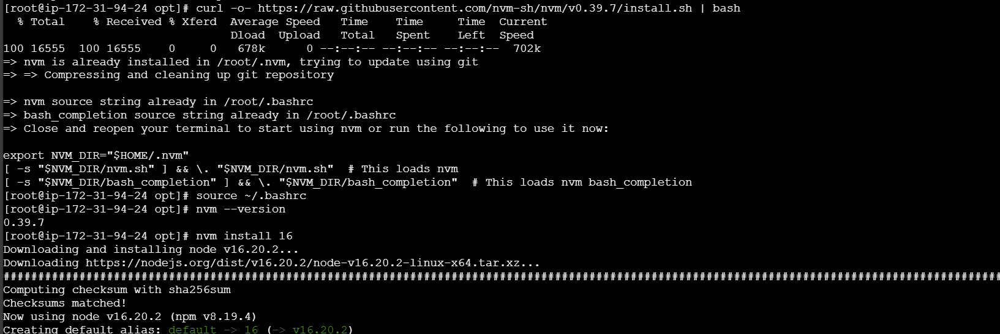 [root@ip-172-31-94-24 opt]# curl -o- https://raw.githubusercontent.com/nvm-sh/nvm/v0.39.7/install.sh | bash
  % Total    % Received % Xferd  Average Speed   Time    Time     Time  Current
                                 Dload  Upload   Total   Spent    Left  Speed
100 16555  100 16555    0     0   678k      0 --:--:-- --:--:-- --:--:--  702k
=> nvm is already installed in /root/.nvm, trying to update using git
=> => Compressing and cleaning up git repository

=> nvm source string already in /root/.bashrc
=> bash_completion source string already in /root/.bashrc
=> Close and reopen your terminal to start using nvm or run the following to use it now:

export NVM_DIR="$HOME/.nvm"
[ -s "$NVM_DIR/nvm.sh" ] && \. "$NVM_DIR/nvm.sh"  # This loads nvm
[ -s "$NVM_DIR/bash_completion" ] && \. "$NVM_DIR/bash_completion"  # This loads nvm bash_completion
[root@ip-172-31-94-24 opt]# source ~/.bashrc
[root@ip-172-31-94-24 opt]# nvm --version
0.39.7
[root@ip-172-31-94-24 opt]# nvm install 16
Downloading and installing node v16.20.2...
Downloading https://nodejs.org/dist/v16.20.2/node-v16.20.2-linux-x64.tar.xz...
################################################################################################################################################
Computing checksum with sha256sum
Checksums matched!
Now using node v16.20.2 (npm v8.19.4)
Creating default alias: default -> 16 (-> v16.20.2)